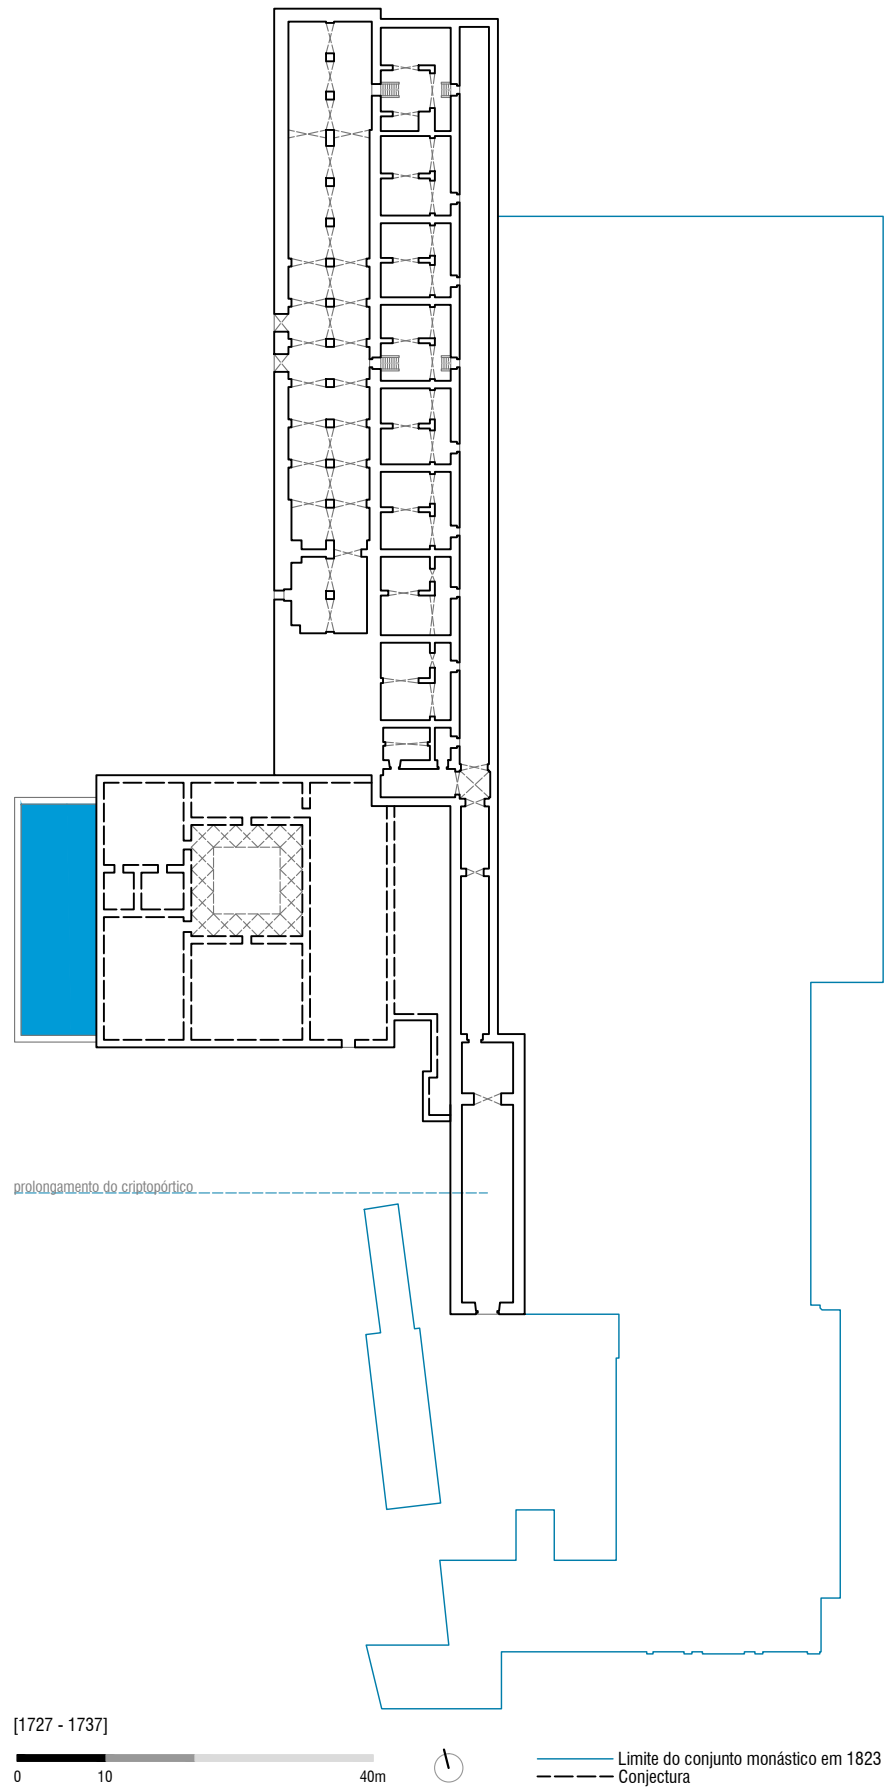 prolongamento do criptopórtico
[1727 - 1737]
0 10 40m
Limite do conjunto monástico em 1823
Conjectura